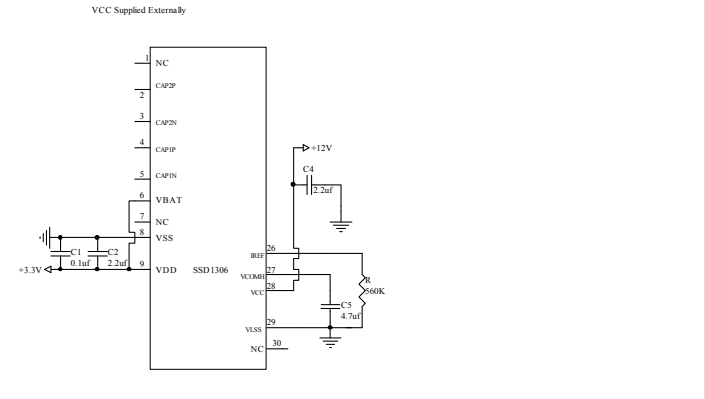 VCC Supplied Externally
1 NC
CAP2P
2
3 CAP2N
4 CAP1P
5 CAP1N
6 VBAT
7 NC
8 VSS
C1 C2
0.1uf 2.2uf
+3.3V 9 VDD SSD1306
+12V
C4
2.2uf
IREF 26
VCOMH 27
VCC 28
R
560K
C5
4.7uf
VLSS 29
NC 30